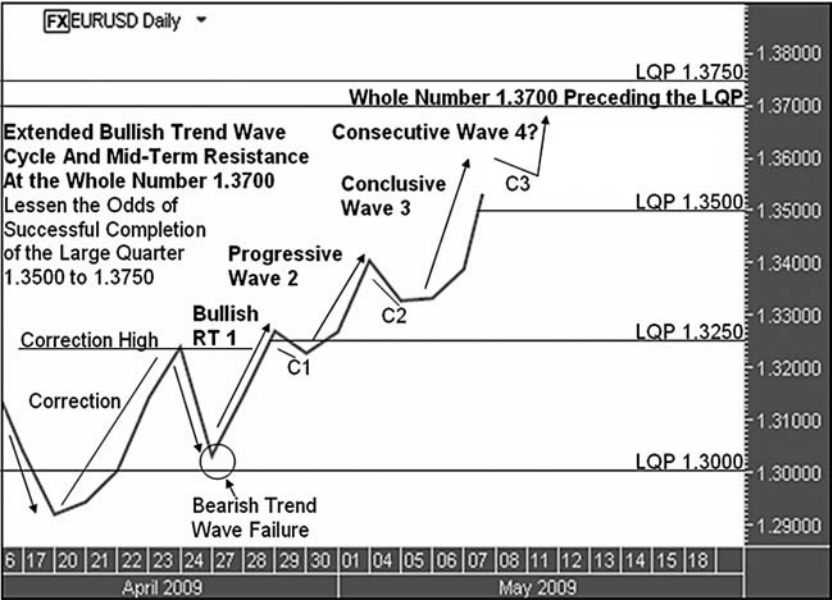 FX EURUSD Daily
1.38000
LQP 1.3750
Whole Number 1.3700 Preceding the LQP
1.37000
Extended Bullish Trend Wave
Cycle And Mid-Term Resistance
At the Whole Number 1.3700
Lessen the Odds of
Successful Completion
of the Large Quarter
1.3500 to 1.3750
Consecutive Wave 4?
1.36000
C3
Conclusive
Wave 3
LQP 1.3500
1.35000
Progressive
Wave 2
1.34000
Bullish
RT 1
C2
1.33000
Correction High
LQP 1.3250
C1
1.32000
Correction
1.31000
LQP 1.3000
1.30000
Bearish Trend
Wave Failure
1.29000
6 17 20 21 22 23 24 27 28 29 30 01 04 05 06 07 08 11 12 13 14 15 18
April 2009 May 2009